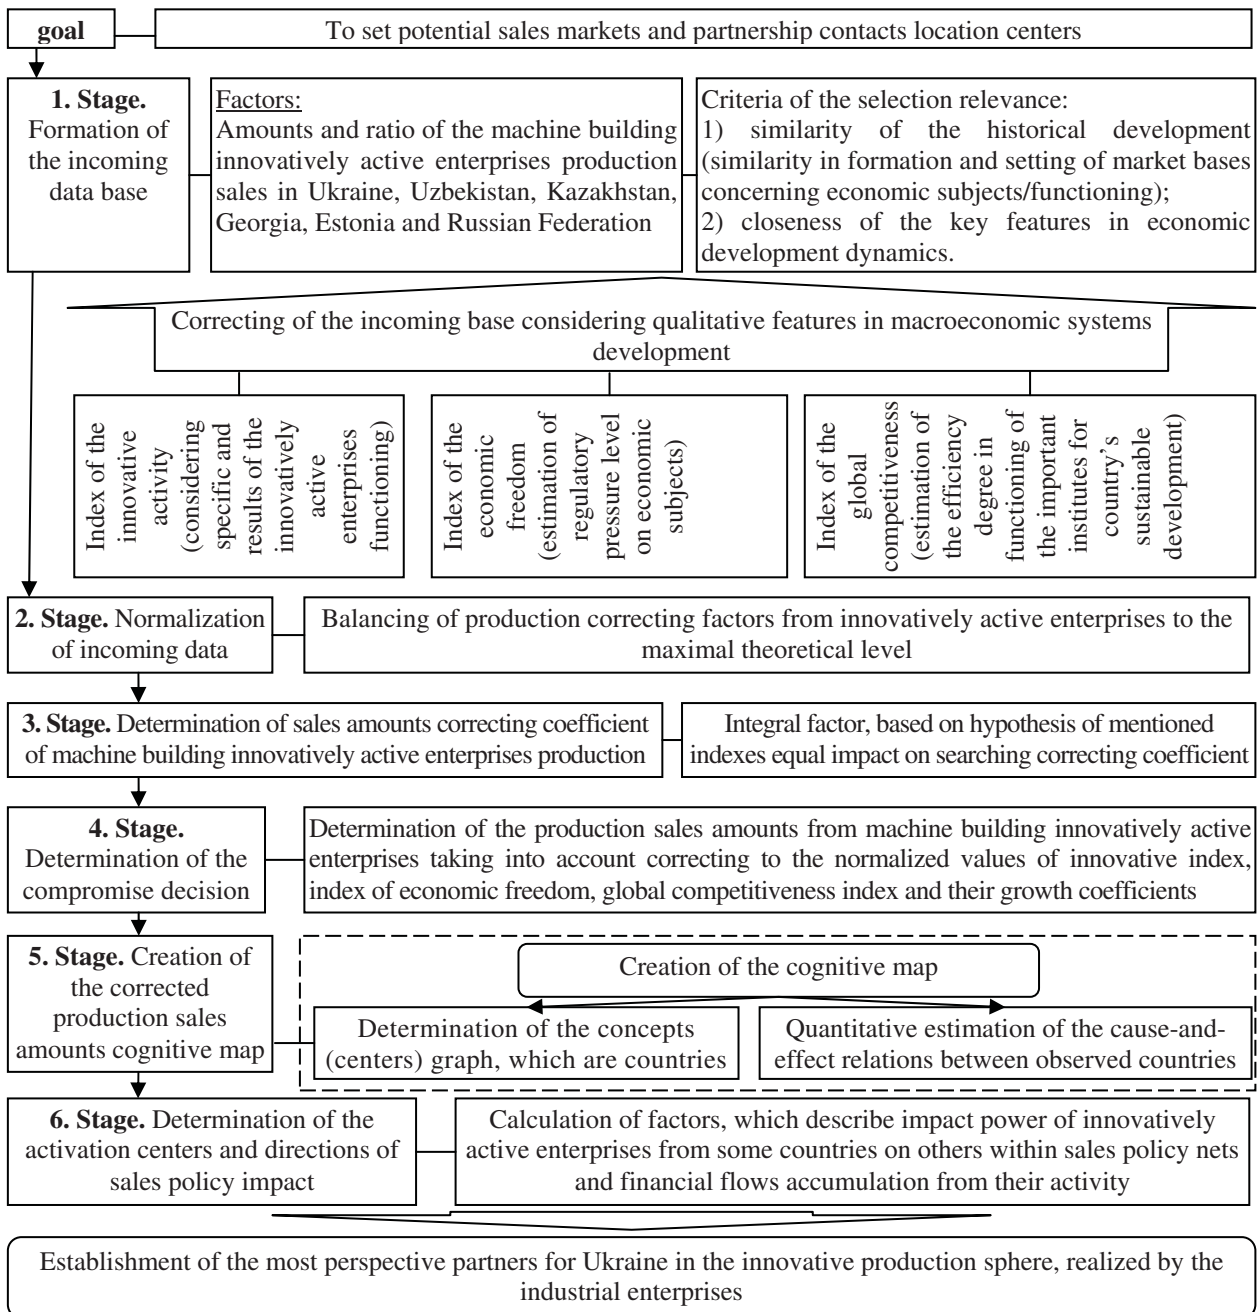 goal
To set potential sales markets and partnership contacts location centers
1. Stage.
Formation of
the incoming
data base
Factors:
Amounts and ratio of the machine building
innovatively active enterprises production
sales in Ukraine, Uzbekistan, Kazakhstan,
Georgia, Estonia and Russian Federation
Criteria of the selection relevance:
1) similarity of the historical development
(similarity in formation and setting of market bases
concerning economic subjects/functioning);
2) closeness of the key features in economic
development dynamics.
Correcting of the incoming base considering qualitative features in macroeconomic systems
development
Index of the
innovative
activity
(considering
specific and
results of the
innovatively
active
enterprises
functioning)
Index of the
economic
freedom
(estimation of
regulatory
pressure level
on economic
subjects)
Index of the
global
competitiveness
(estimation of
the efficiency
degree in
functioning of
the important
institutes for
country's
sustainable
development)
2. Stage. Normalization
of incoming data
Balancing of production correcting factors from innovatively active enterprises to the
maximal theoretical level
3. Stage. Determination of sales amounts correcting coefficient
of machine building innovatively active enterprises production
Integral factor, based on hypothesis of mentioned
indexes equal impact on searching correcting coefficient
4. Stage.
Determination of the
compromise decision
Determination of the production sales amounts from machine building innovatively active
enterprises taking into account correcting to the normalized values of innovative index,
index of economic freedom, global competitiveness index and their growth coefficients
5. Stage. Creation of
the corrected
production sales
amounts cognitive map
Creation of the cognitive map
Determination of the concepts
(centers) graph, which are countries
Quantitative estimation of the cause-and-
effect relations between observed countries
6. Stage. Determination of the
activation centers and directions of
sales policy impact
Calculation of factors, which describe impact power of innovatively
active enterprises from some countries on others within sales policy nets
and financial flows accumulation from their activity
Establishment of the most perspective partners for Ukraine in the innovative production sphere, realized by the
industrial enterprises